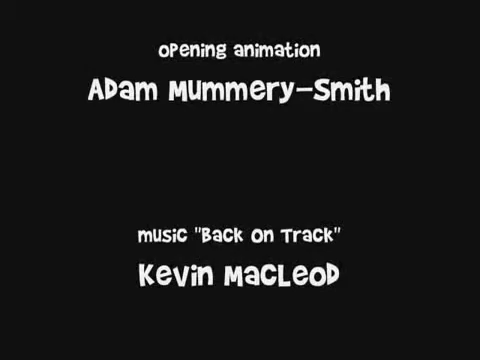 opening animation
Adam Mummery-Smith
music "Back On Track"
Kevin MacLeod